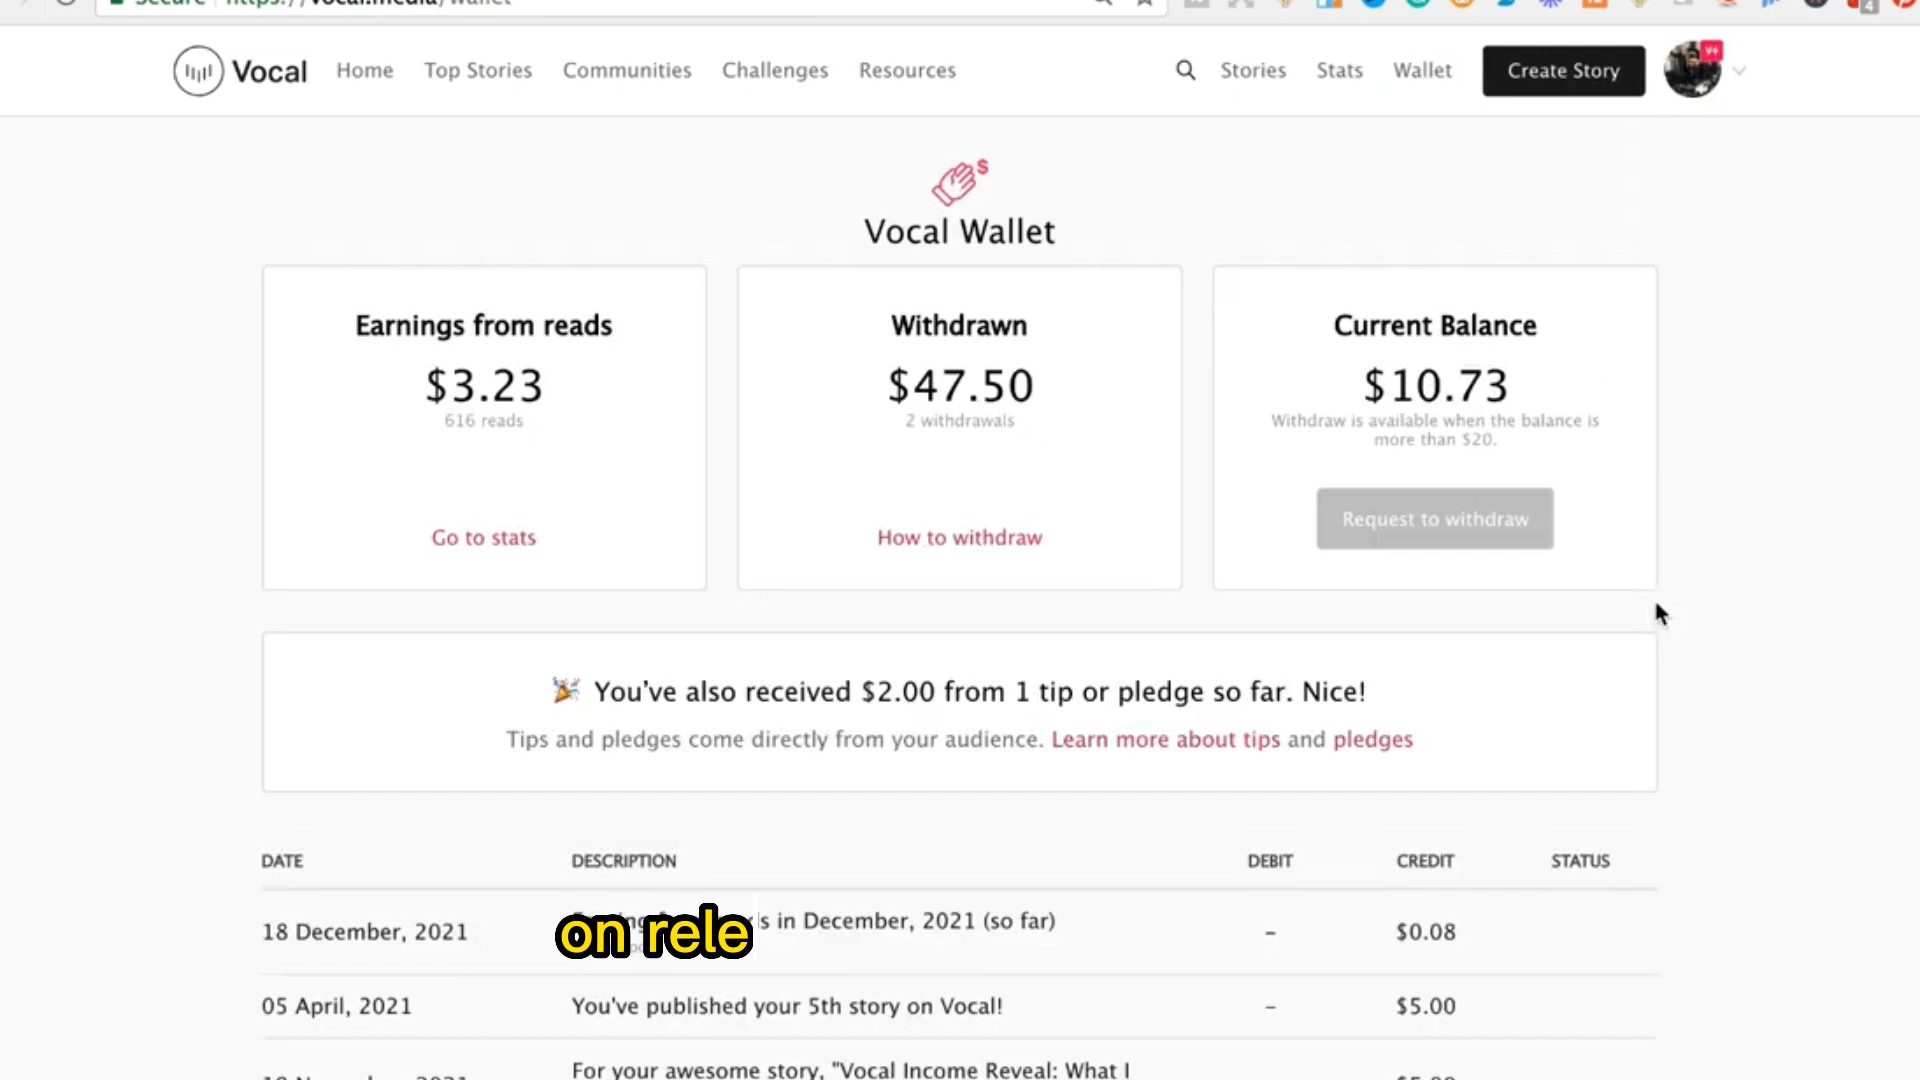 Secure https://vocal.media/wallet
4
Vocal Home Top Stories Communities Challenges Resources Stories Stats Wallet Create Story V+
$
Vocal Wallet
Earnings from reads
$3.23
616 reads
Go to stats
Withdrawn
$47.50
2 withdrawals
How to withdraw
Current Balance
$10.73
Withdraw is available when the balance is
more than $20.
Request to withdraw
🎉 You've also received $2.00 from 1 tip or pledge so far. Nice!
Tips and pledges come directly from your audience. Learn more about tips and pledges
DATE DESCRIPTION DEBIT CREDIT STATUS
18 December, 2021 in December, 2021 (so far) – $0.08
on rele
05 April, 2021 You've published your 5th story on Vocal! – $5.00
For your awesome story, "Vocal Income Reveal: What I